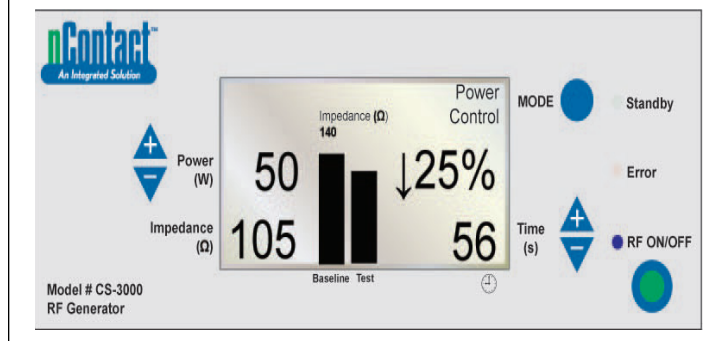 nContact™
An Integrated Solution
Power
Control
MODE
Standby
Impedance (Ω)
140
Power
(W)
50
↓25%
Error
Impedance
(Ω)
105
56
Time
(s)
RF ON/OFF
Baseline Test
Model # CS-3000
RF Generator